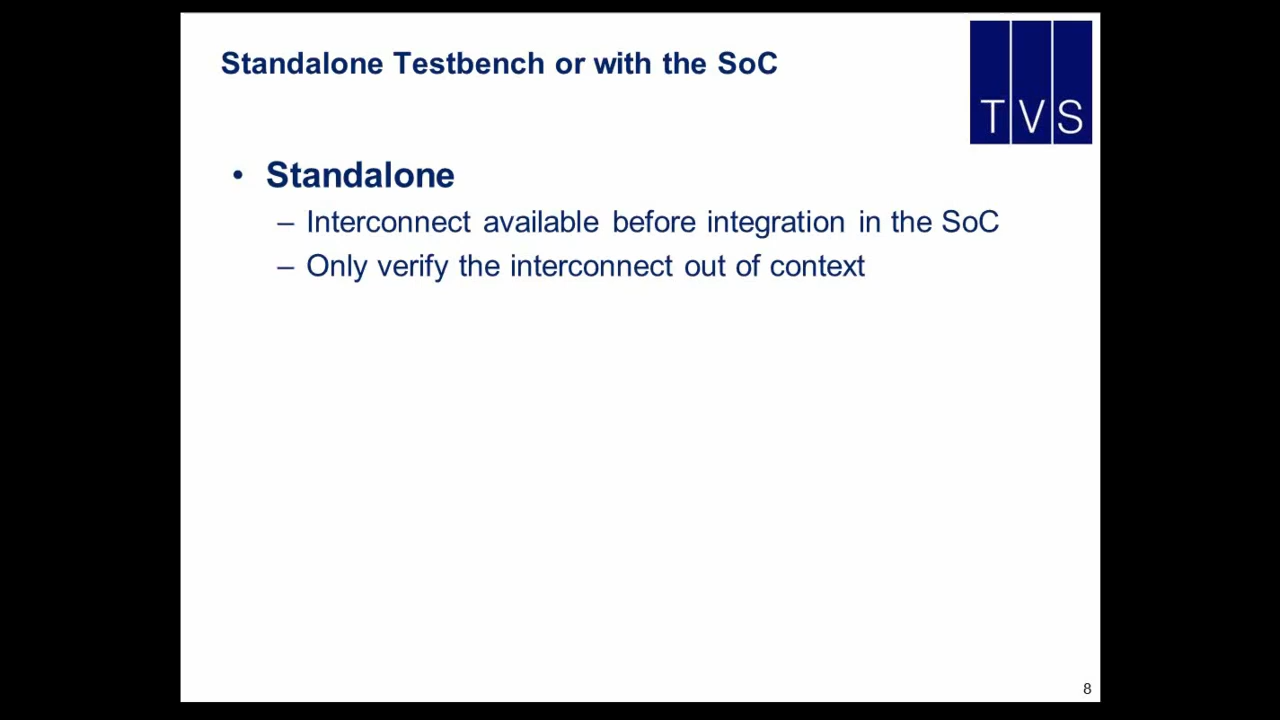 Standalone Testbench or with the SoC
TVS
• Standalone
– Interconnect available before integration in the SoC
– Only verify the interconnect out of context
8